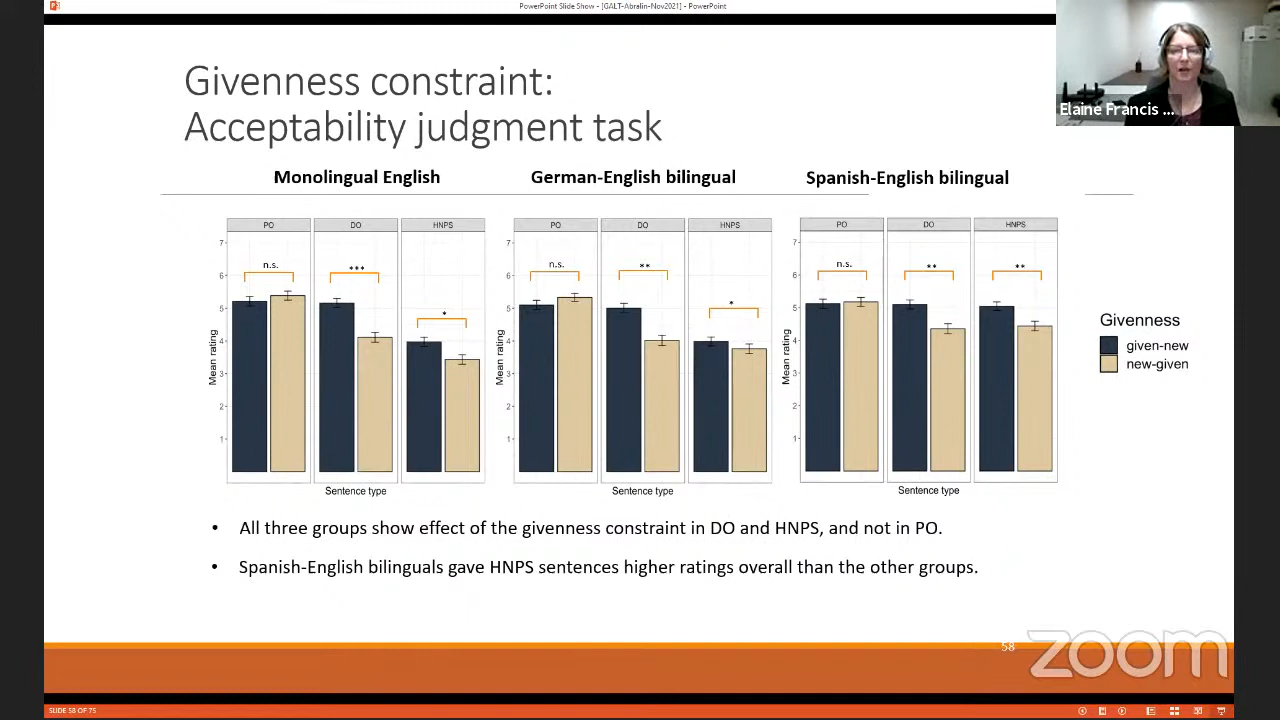 PowerPoint Slide Show - [GALT-Abralin-Nov2021] - PowerPoint
Elaine Francis ...
Givenness constraint:
Acceptability judgment task
Monolingual English
German-English bilingual
Spanish-English bilingual
PO
DO
HNPS
PO
DO
HNPS
PO
DO
HNPS
7
6
5
4
3
2
1
Mean rating
n.s.
***
*
Sentence type
7
6
5
4
3
2
1
Mean rating
n.s.
**
*
Sentence type
7
6
5
4
3
2
1
Mean rating
n.s.
**
**
Sentence type
Givenness
given-new
new-given
• All three groups show effect of the givenness constraint in DO and HNPS, and not in PO.
• Spanish-English bilinguals gave HNPS sentences higher ratings overall than the other groups.
58
zoom
SLIDE 58 OF 75